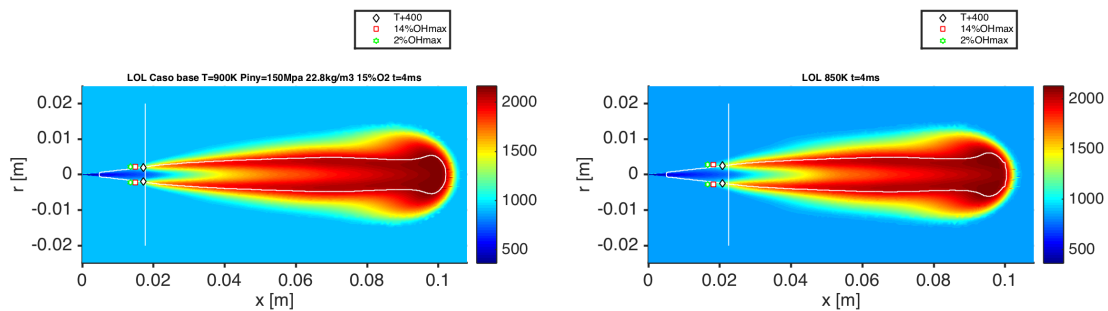 T+400
14%OHmax
2%OHmax
LOL Caso base T=900K Piny=150Mpa 22.8kg/m3 15%O2 t=4ms
0.02
0.01
0
-0.01
-0.02
r [m]
0 0.02 0.04 0.06 0.08 0.1
x [m]
2000
1500
1000
500
T+400
14%OHmax
2%OHmax
LOL 850K t=4ms
0.02
0.01
0
-0.01
-0.02
r [m]
0 0.02 0.04 0.06 0.08 0.1
x [m]
2000
1500
1000
500